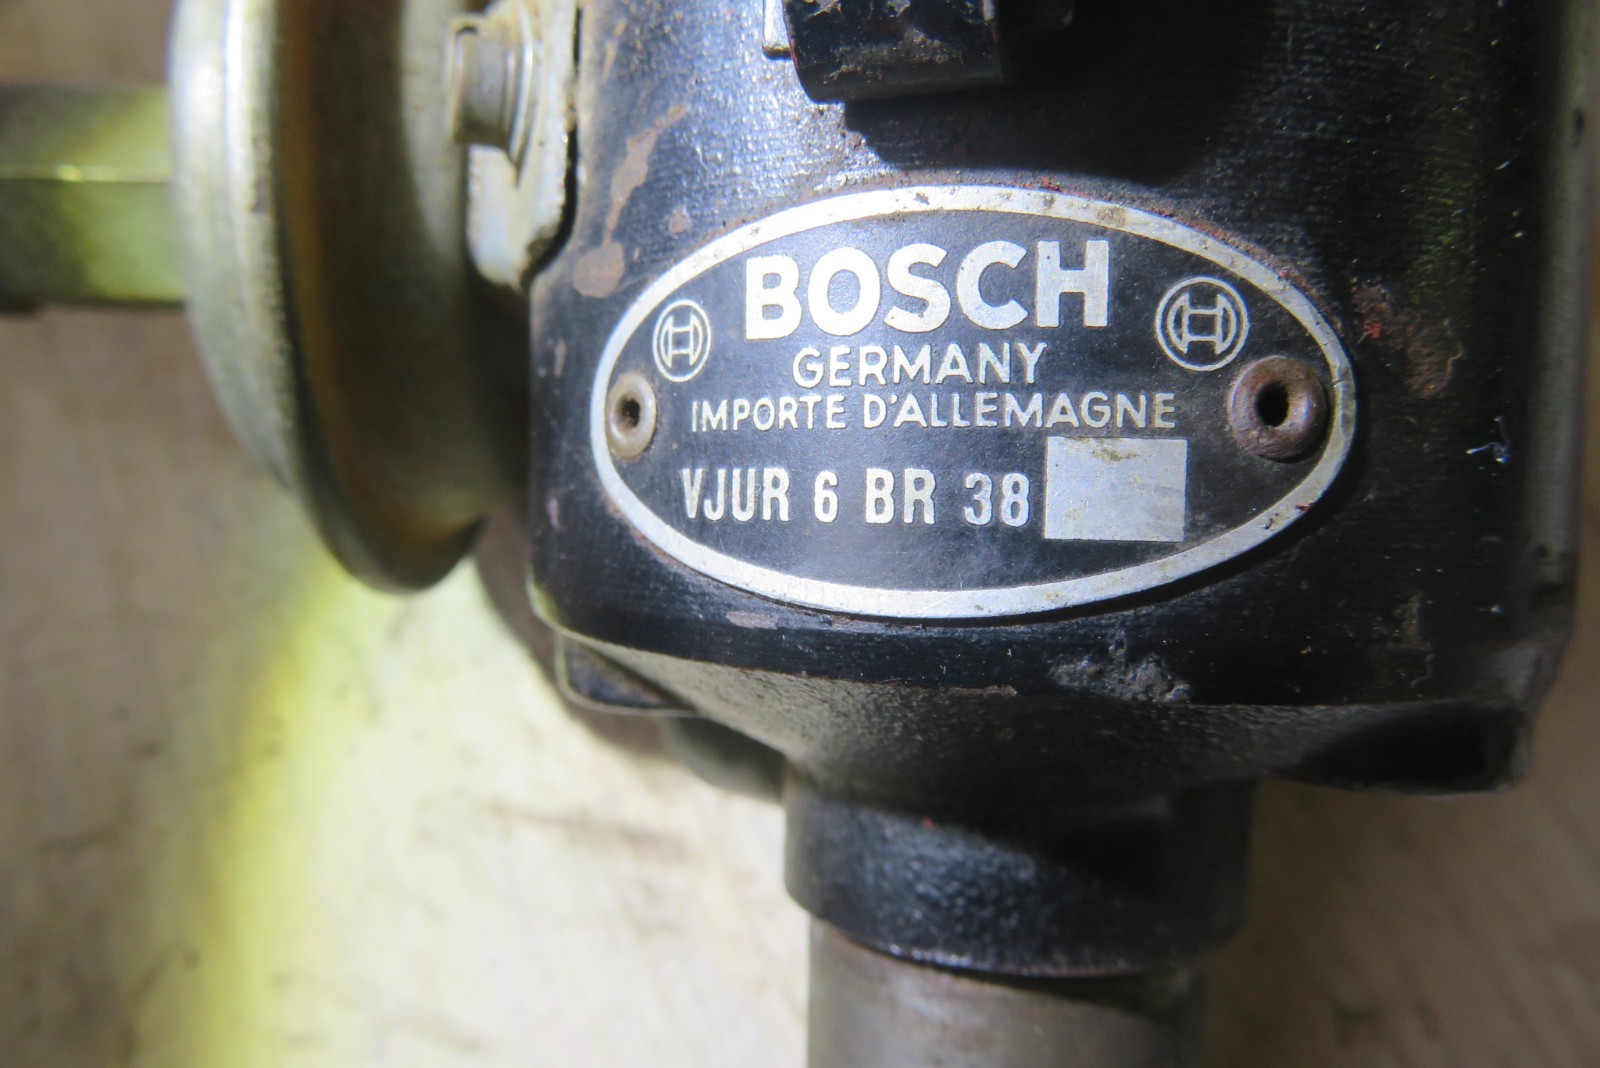 BOSCH
GERMANY
IMPORTE D'ALLEMAGNE
VJUR 6 BR 38